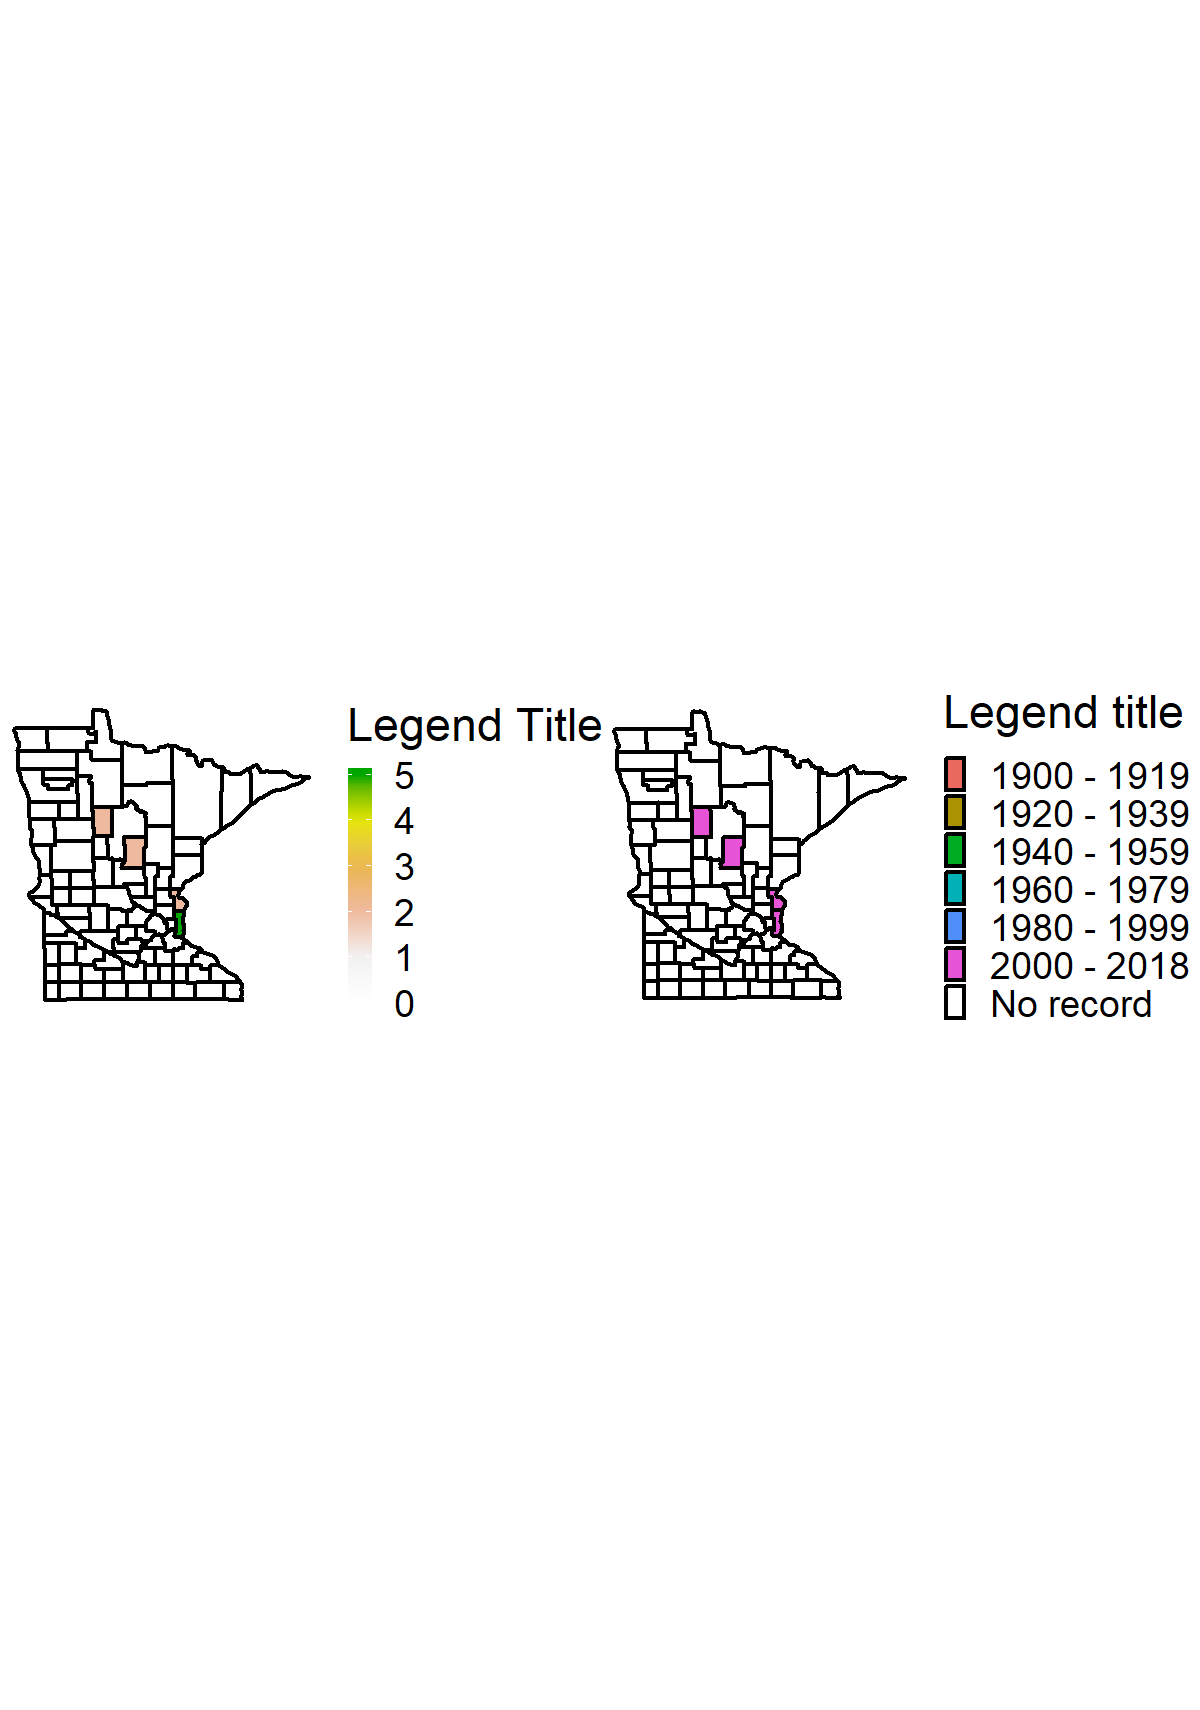 Legend Title
5
4
3
2
1
0
Legend title
1900 - 1919
1920 - 1939
1940 - 1959
1960 - 1979
1980 - 1999
2000 - 2018
No record